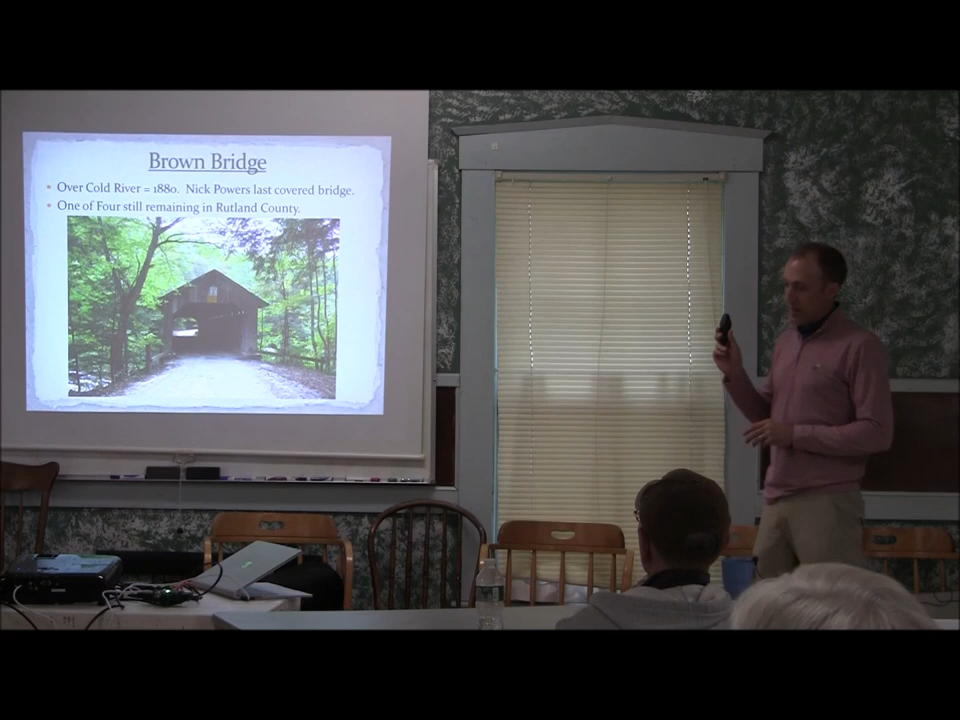 Brown Bridge
• Over Cold River = 1880. Nick Powers last covered bridge.
• One of Four still remaining in Rutland County.